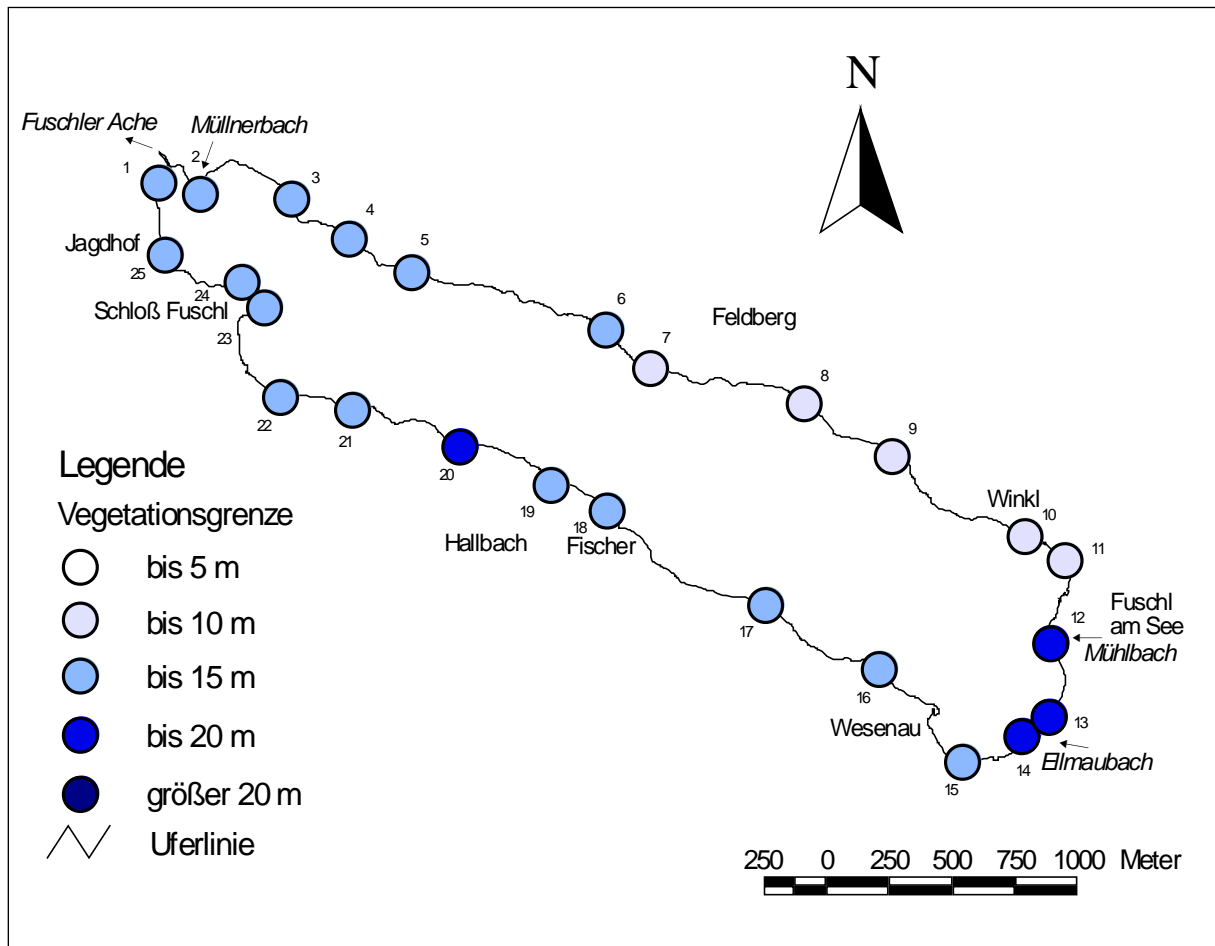 N
Fuschler Ache
Müllnerbach
1
2
3
4
5
6
7
8
9
10
11
12
13
14
15
16
17
18
19
20
21
22
23
24
25
Jagdhof
Schloß Fuschl
Feldberg
Winkl
Fuschl
am See
Mühlbach
Ellmaubach
Wesenau
Fischer
Hallbach
Legende
Vegetationsgrenze
bis 5 m
bis 10 m
bis 15 m
bis 20 m
größer 20 m
Uferlinie
250 0 250 500 750 1000 Meter